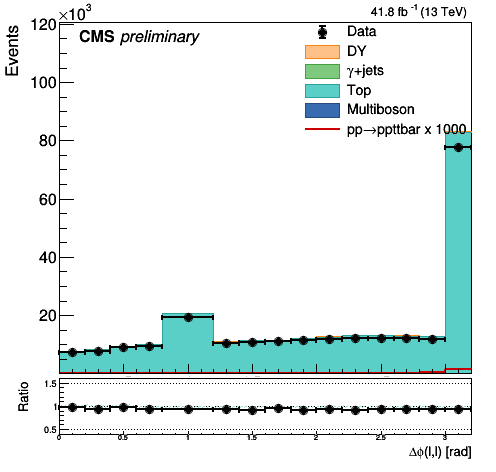 ×10³
41.8 fb⁻¹ (13 TeV)
Events
CMS preliminary
Data
DY
γ+jets
Top
Multiboson
pp→ppttbar x 1000
120
100
80
60
40
20
Ratio
1.5
1
0.5
0 0.5 1 1.5 2 2.5 3
Δϕ(l,l) [rad]